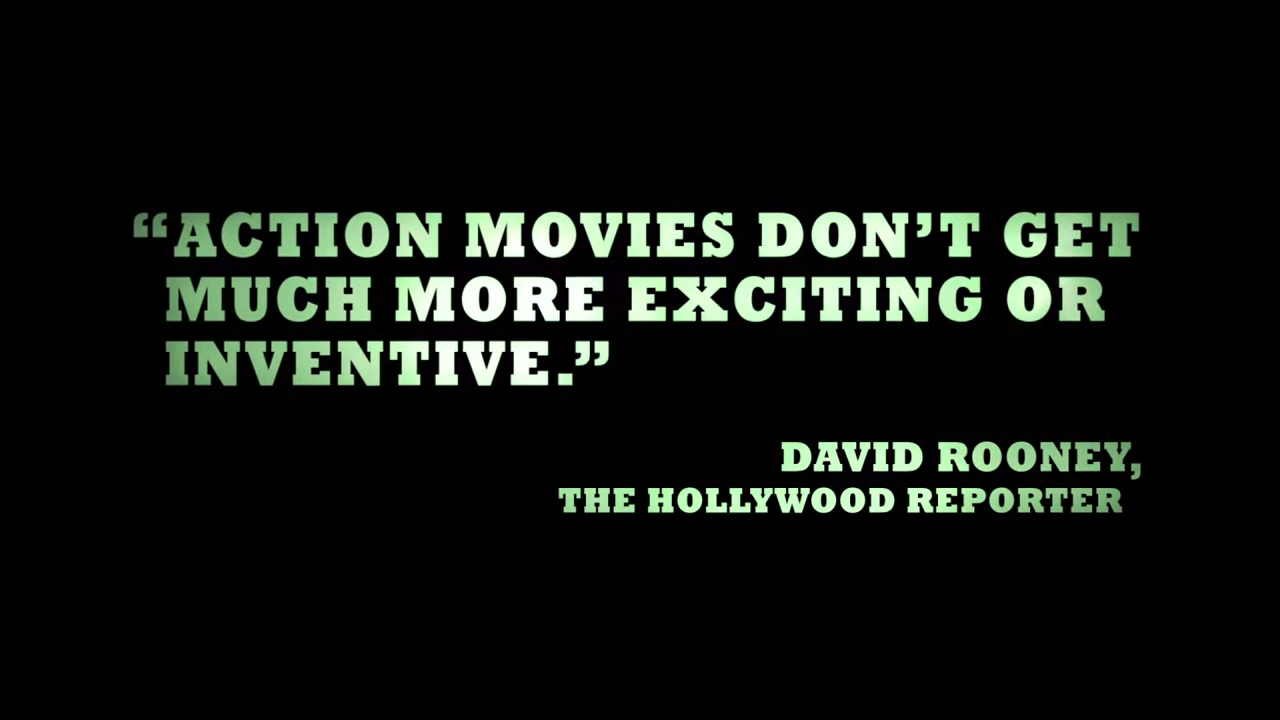 “ACTION MOVIES DON’T GET
MUCH MORE EXCITING OR
INVENTIVE.”
DAVID ROONEY,
THE HOLLYWOOD REPORTER